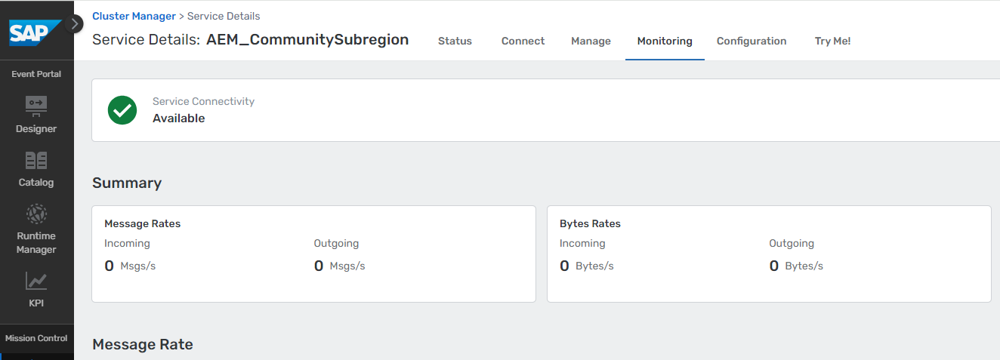 SAP
Cluster Manager > Service Details
Service Details: AEM_CommunitySubregion
Status Connect Manage Monitoring Configuration Try Me!
Event Portal
Designer
Catalog
Runtime
Manager
KPI
Mission Control
Service Connectivity
Available
Summary
Message Rates
Incoming Outgoing
0 Msgs/s 0 Msgs/s
Bytes Rates
Incoming Outgoing
0 Bytes/s 0 Bytes/s
Message Rate